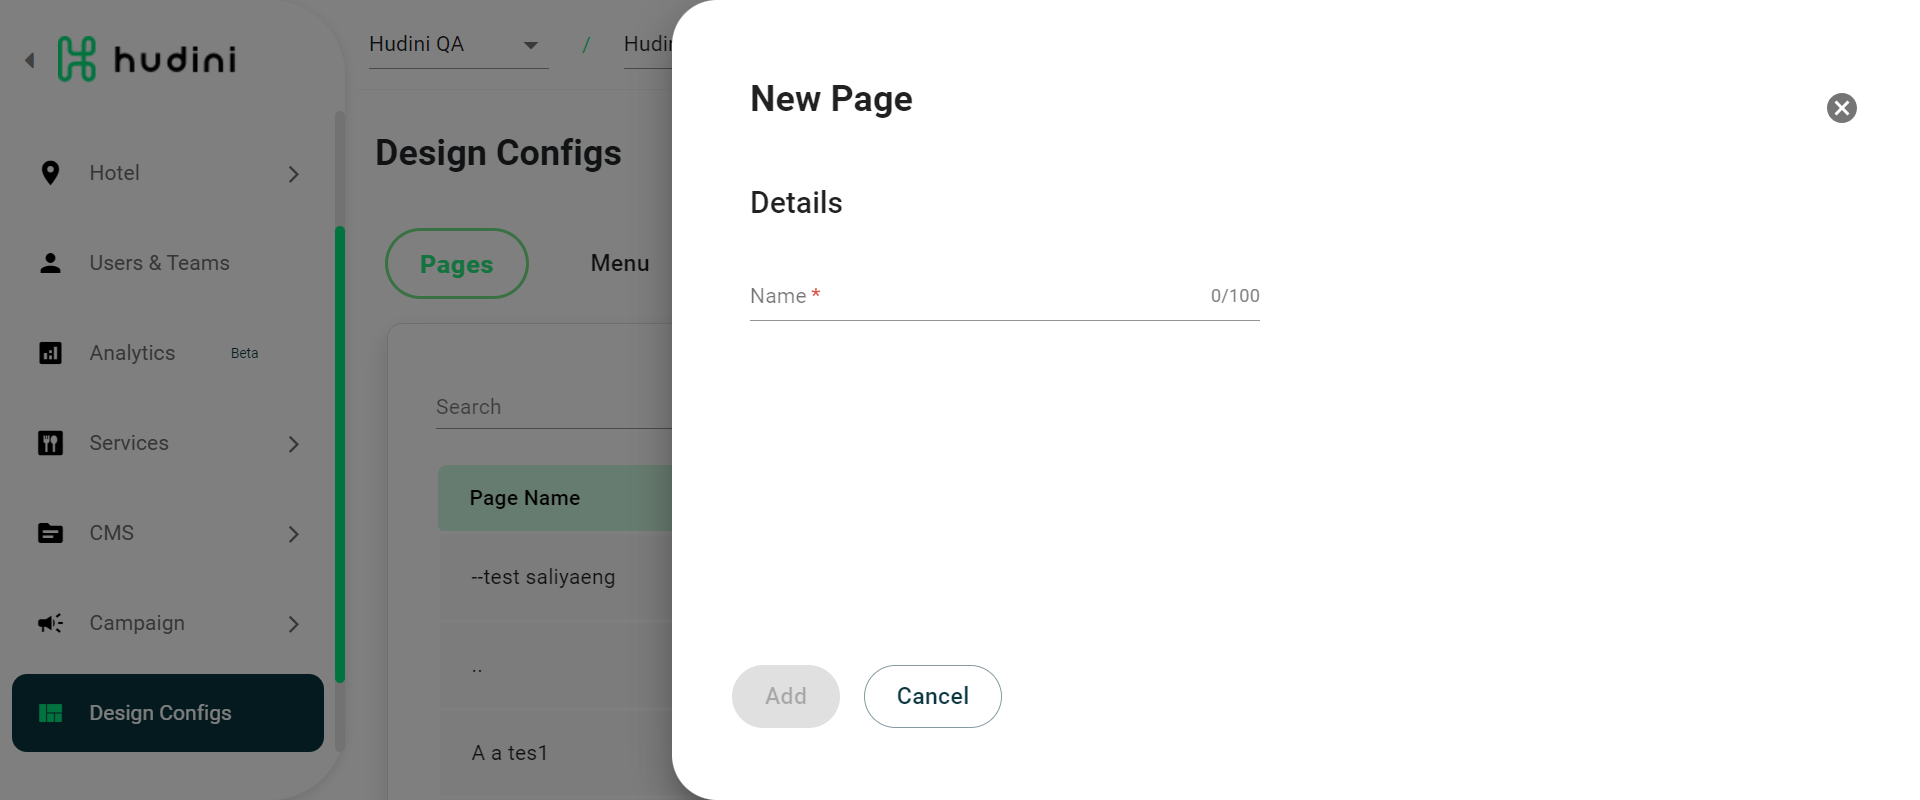 hudini
Hotel
Users & Teams
Analytics Beta
Services
CMS
Campaign
Design Configs
Hudini QA /
Design Configs
Pages Menu
Search
Page Name
--test saliyaeng
..
A a tes1
New Page
Details
Name * 0/100
Add Cancel